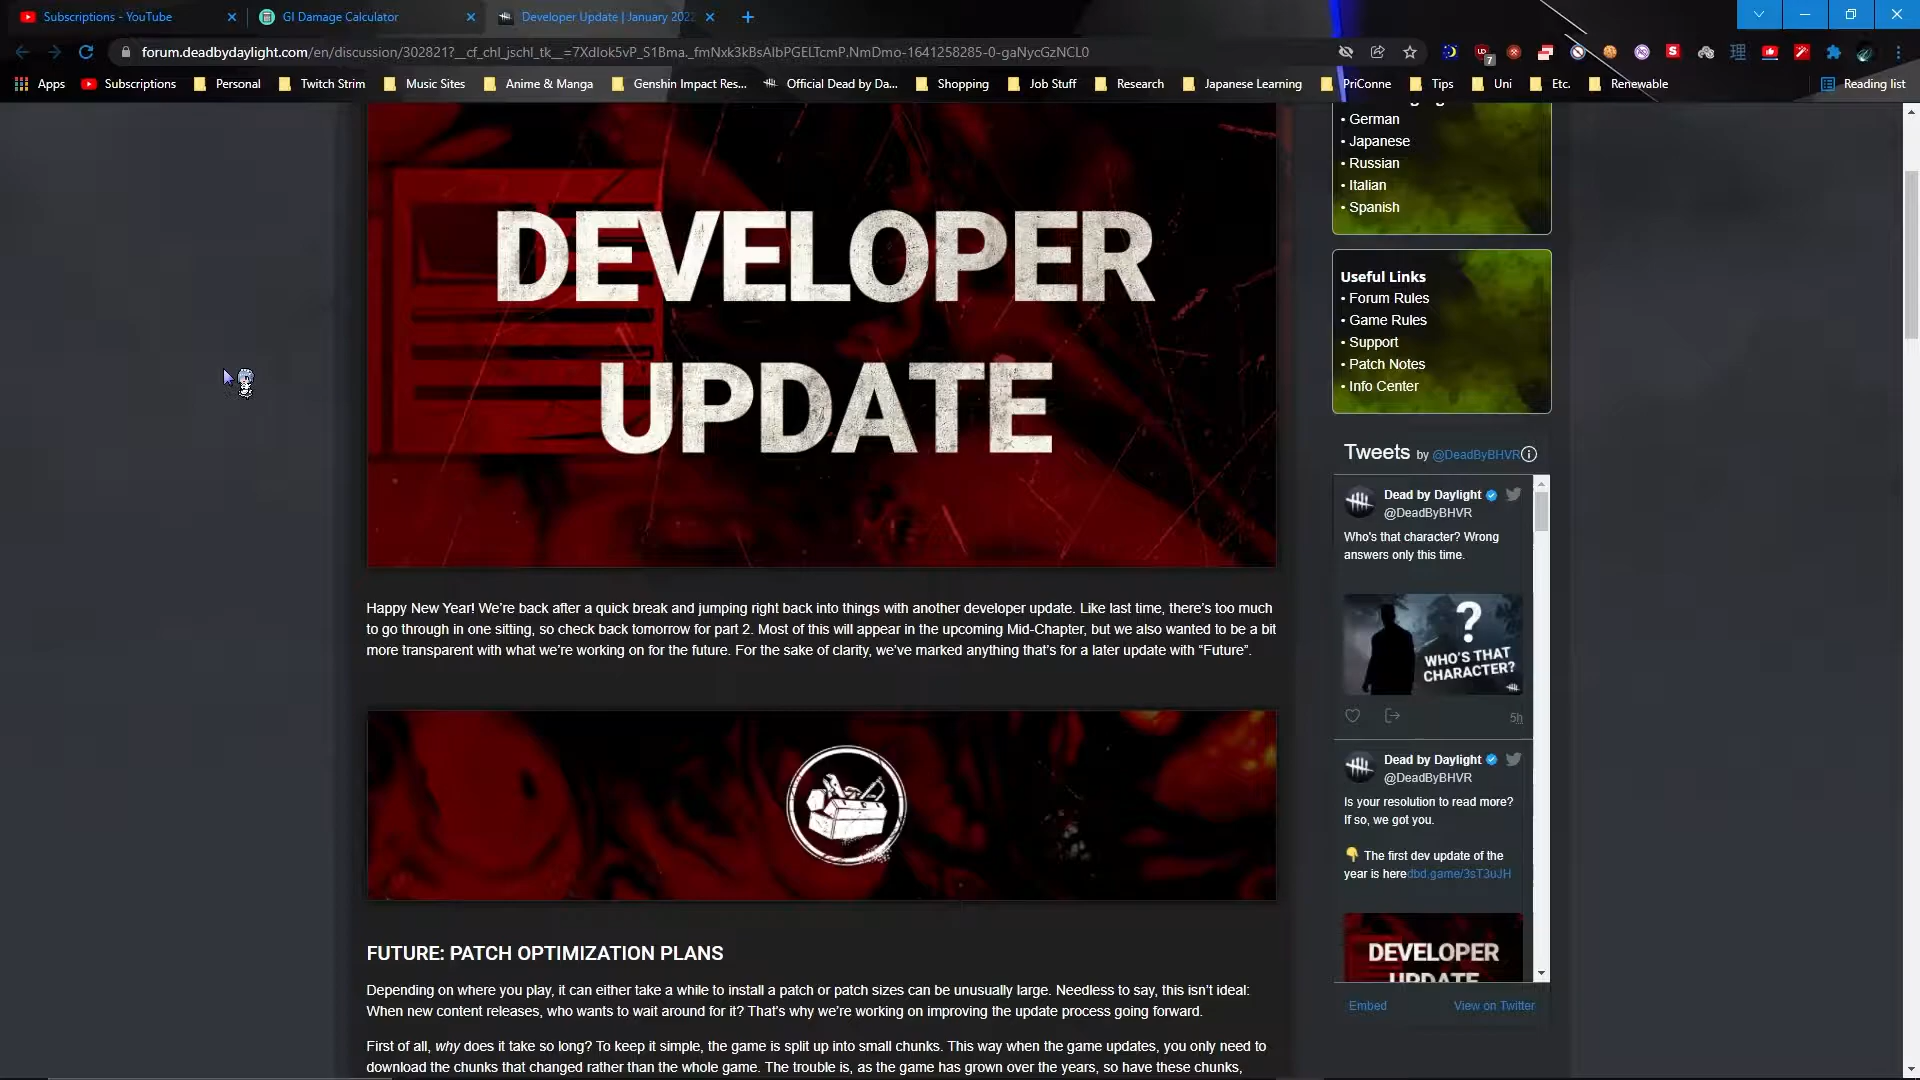 Subscriptions - YouTube
GI Damage Calculator
Developer Update | January 2022
forum.deadbydaylight.com/en/discussion/302821?__cf_chl_jschl_tk__=7XdIok5vP_S1Bma._fmNxk3kBsAlbPGELTcmP.NmDmo-1641258285-0-gaNycGzNCL0
Apps
Subscriptions
Personal
Twitch Strim
Music Sites
Anime & Manga
Genshin Impact Res...
Official Dead by Da...
Shopping
Job Stuff
Research
Japanese Learning
PriConne
Tips
Uni
Etc.
Renewable
Reading list
DEVELOPER
UPDATE
Happy New Year! We're back after a quick break and jumping right back into things with another developer update. Like last time, there's too much
to go through in one sitting, so check back tomorrow for part 2. Most of this will appear in the upcoming Mid-Chapter, but we also wanted to be a bit
more transparent with what we're working on for the future. For the sake of clarity, we've marked anything that's for a later update with “Future”.
FUTURE: PATCH OPTIMIZATION PLANS
Depending on where you play, it can either take a while to install a patch or patch sizes can be unusually large. Needless to say, this isn't ideal:
When new content releases, who wants to wait around for it? That's why we're working on improving the update process going forward.
First of all, why does it take so long? To keep it simple, the game is split up into small chunks. This way when the game updates, you only need to
download the chunks that changed rather than the whole game. The trouble is, as the game has grown over the years, so have these chunks,
• German
• Japanese
• Russian
• Italian
• Spanish
Useful Links
• Forum Rules
• Game Rules
• Support
• Patch Notes
• Info Center
Tweets by @DeadByBHVR
Dead by Daylight
@DeadByBHVR
Who's that character? Wrong
answers only this time.
?
WHO'S THAT
CHARACTER?
5h
Dead by Daylight
@DeadByBHVR
Is your resolution to read more?
If so, we got you.
👇 The first dev update of the
year is heredbd.game/3sT3uJH
DEVELOPER
UPDATE
Embed
View on Twitter